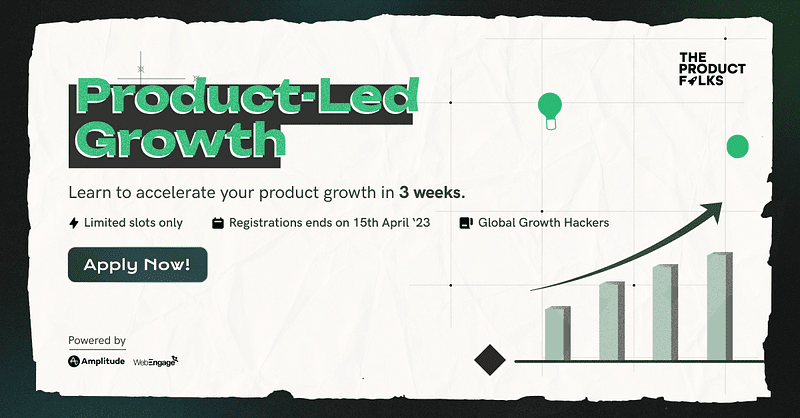 THE
PRODUCT
FOLKS
Product-Led
Growth
Learn to accelerate your product growth in 3 weeks.
Limited slots only
Registrations ends on 15th April ‘23
Global Growth Hackers
Apply Now!
Powered by
Amplitude
WebEngage